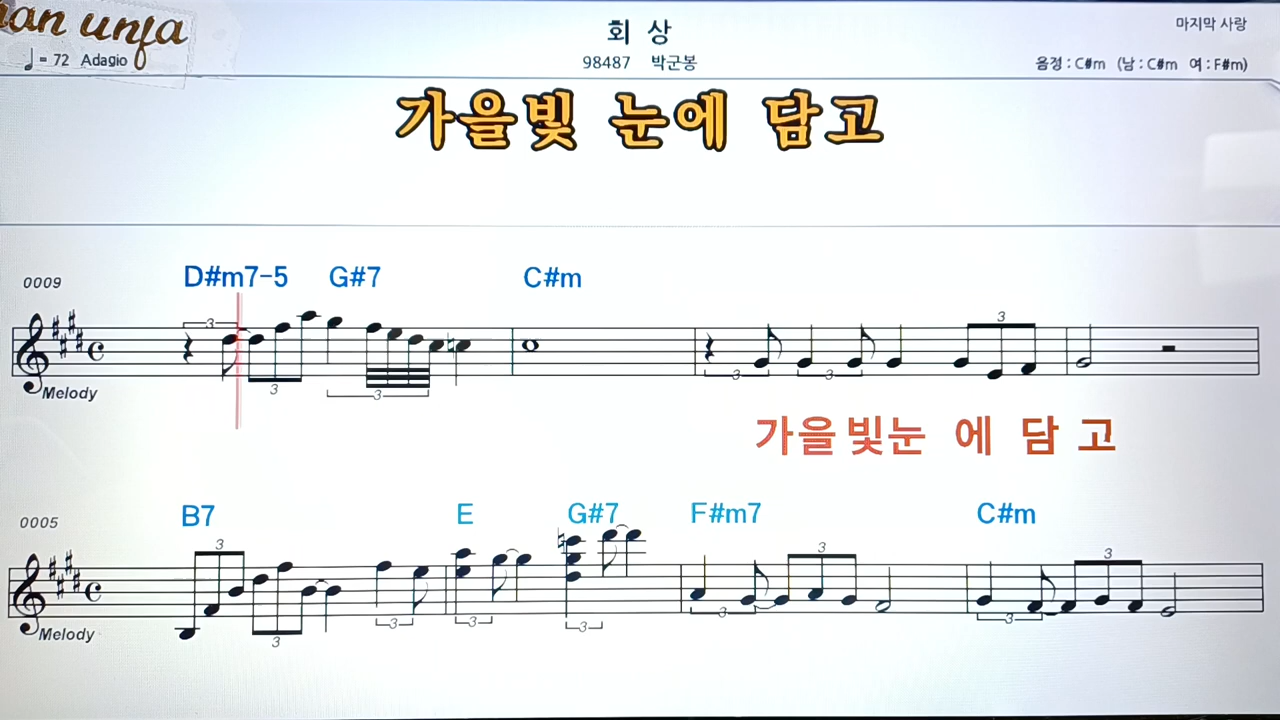 회 상
마지막 사랑
♩= 72 Adagio
98487 박군봉
음정 : C#m (남 : C#m 여 : F#m)
가을빛 눈에 담고
0009
D#m7-5 G#7 C#m
3 3 3 3 3 3
Melody
가을빛눈 에 담 고
0005
B7 E G#7 F#m7 C#m
3 3 3 3 3 3 3 3 3
Melody